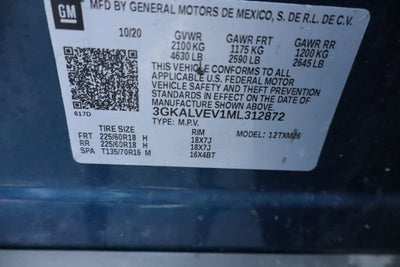 GM
MFD BY GENERAL MOTORS DE MEXICO, S. DE R.L. DE C.V.
10/20 GVWR GAWR FRT GAWR RR
2100 KG 1175 KG 1200 KG
4630 LB 2590 LB 2645 LB
THIS VEHICLE CONFORMS TO ALL
APPLICABLE U.S. FEDERAL MOTOR
VEHICLE SAFETY AND THEFT PREVENTION
STANDARDS IN EFFECT ON THE DATE OF
MANUFACTURE SHOWN ABOVE.
617D 3GKALVEV1ML312872
TYPE: M.P.V. MODEL: 12TXM26
TIRE SIZE RIM
FRT 225/60R18 H 18X7J
RR 225/60R18 H 18X7J
SPA T135/70R16 M 16X4BT